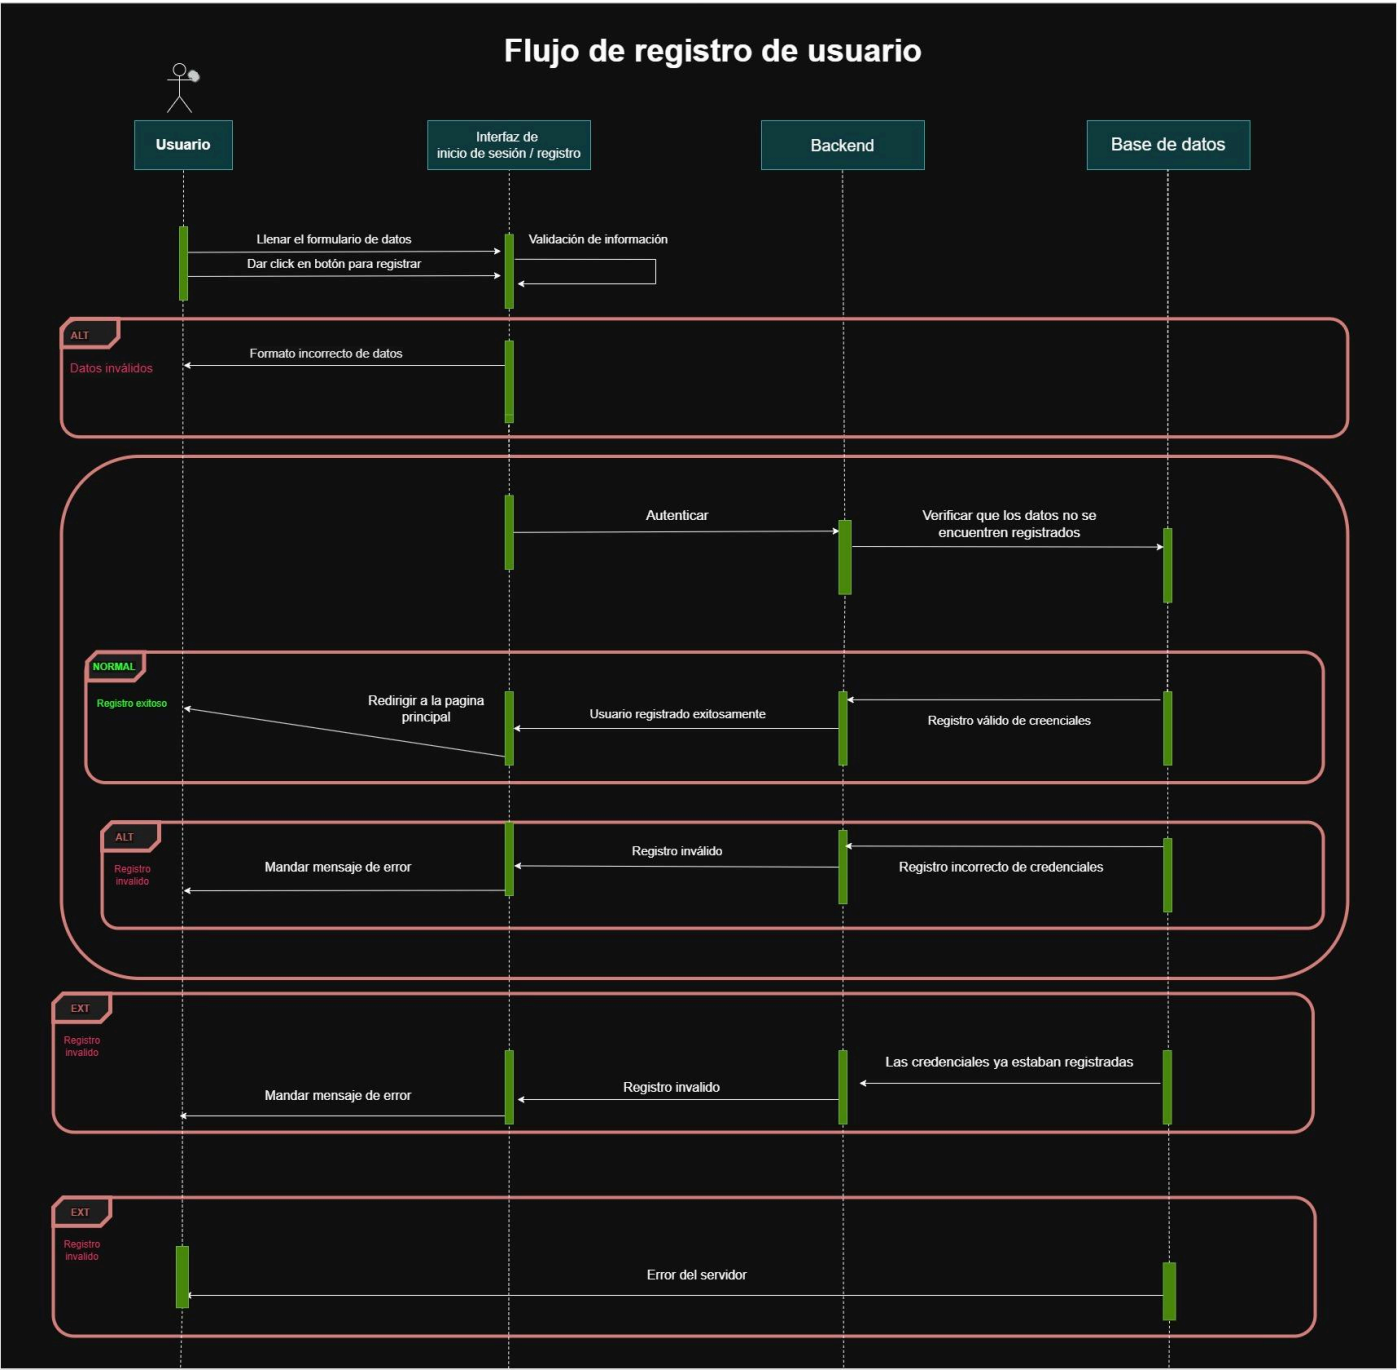 Flujo de registro de usuario
Usuario
Interfaz de
inicio de sesión / registro
Backend
Base de datos
Llenar el formulario de datos
Validación de información
Dar click en botón para registrar
ALT
Datos inválidos
Formato incorrecto de datos
Autenticar
Verificar que los datos no se
encuentren registrados
NORMAL
Registro exitoso
Redirigir a la pagina
principal
Usuario registrado exitosamente
Registro válido de creenciales
ALT
Registro
invalido
Mandar mensaje de error
Registro inválido
Registro incorrecto de credenciales
EXT
Registro
invalido
Mandar mensaje de error
Registro invalido
Las credenciales ya estaban registradas
EXT
Registro
invalido
Error del servidor